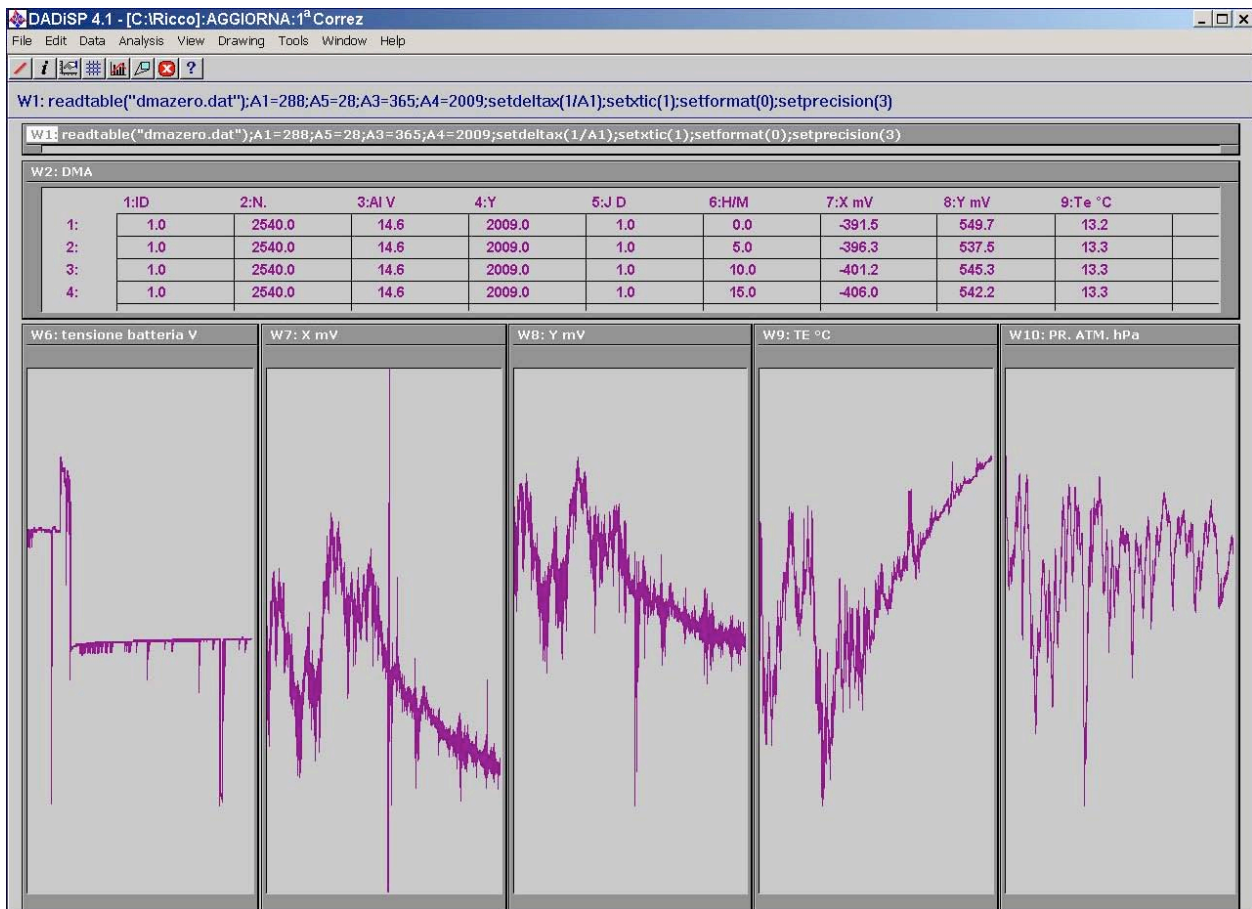 DADiSP 4.1 - [C:\Ricco]:AGGIORNA:1ª Correz
File Edit Data Analysis View Drawing Tools Window Help
W1: readtable("dmazero.dat");A1=288;A5=28;A3=365;A4=2009;setdeltax(1/A1);setxtic(1);setformat(0);setprecision(3)
W1: readtable("dmazero.dat");A1=288;A5=28;A3=365;A4=2009;setdeltax(1/A1);setxtic(1);setformat(0);setprecision(3)
W2: DMA
1:ID 2:N. 3:Al V 4:Y 5:J D 6:H/M 7:X mV 8:Y mV 9:Te °C
1: 1.0 2540.0 14.6 2009.0 1.0 0.0 -391.5 549.7 13.2
2: 1.0 2540.0 14.6 2009.0 1.0 5.0 -396.3 537.5 13.3
3: 1.0 2540.0 14.6 2009.0 1.0 10.0 -401.2 545.3 13.3
4: 1.0 2540.0 14.6 2009.0 1.0 15.0 -406.0 542.2 13.3
W6: tensione batteria V W7: X mV W8: Y mV W9: TE °C W10: PR. ATM. hPa